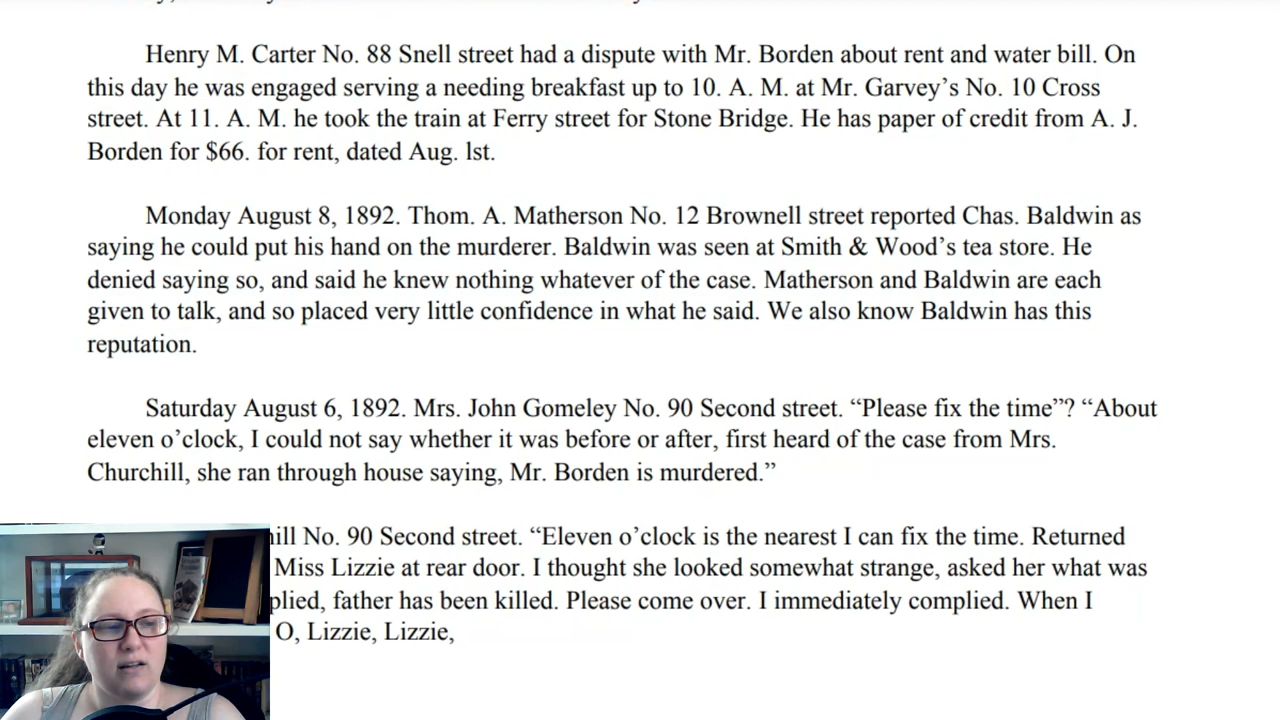 Henry M. Carter No. 88 Snell street had a dispute with Mr. Borden about rent and water bill. On
this day he was engaged serving a needing breakfast up to 10. A. M. at Mr. Garvey’s No. 10 Cross
street. At 11. A. M. he took the train at Ferry street for Stone Bridge. He has paper of credit from A. J.
Borden for $66. for rent, dated Aug. lst.
Monday August 8, 1892. Thom. A. Matherson No. 12 Brownell street reported Chas. Baldwin as
saying he could put his hand on the murderer. Baldwin was seen at Smith & Wood’s tea store. He
denied saying so, and said he knew nothing whatever of the case. Matherson and Baldwin are each
given to talk, and so placed very little confidence in what he said. We also know Baldwin has this
reputation.
Saturday August 6, 1892. Mrs. John Gomeley No. 90 Second street. “Please fix the time”? “About
eleven o’clock, I could not say whether it was before or after, first heard of the case from Mrs.
Churchill, she ran through house saying, Mr. Borden is murdered.”
ill No. 90 Second street. “Eleven o’clock is the nearest I can fix the time. Returned
Miss Lizzie at rear door. I thought she looked somewhat strange, asked her what was
plied, father has been killed. Please come over. I immediately complied. When I
O, Lizzie, Lizzie,